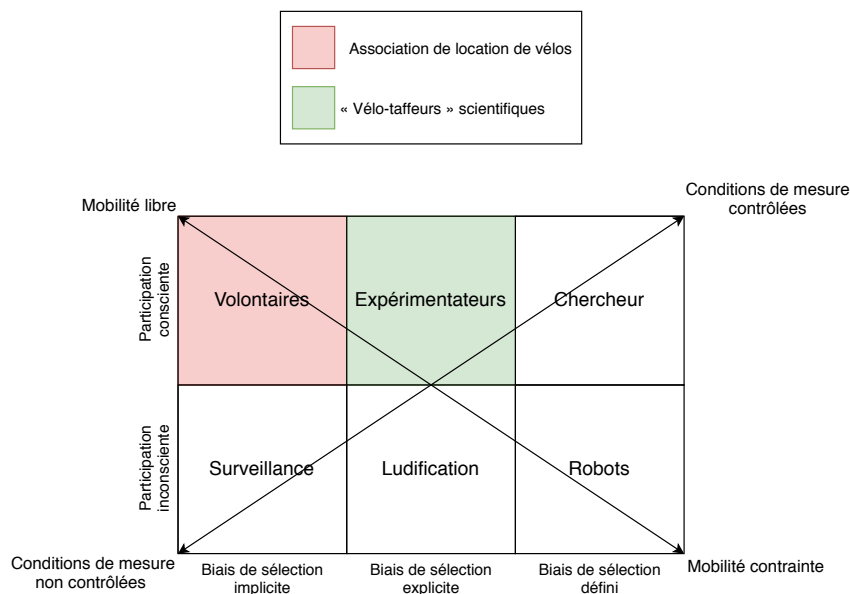 Association de location de vélos
« Vélo-taffeurs » scientifiques
Mobilité libre
Conditions de mesure
contrôlées
Participation
consciente
Volontaires
Expérimentateurs
Chercheur
Participation
inconsciente
Surveillance
Ludification
Robots
Conditions de mesure
non contrôlées
Biais de sélection
implicite
Biais de sélection
explicite
Biais de sélection
défini
Mobilité contrainte